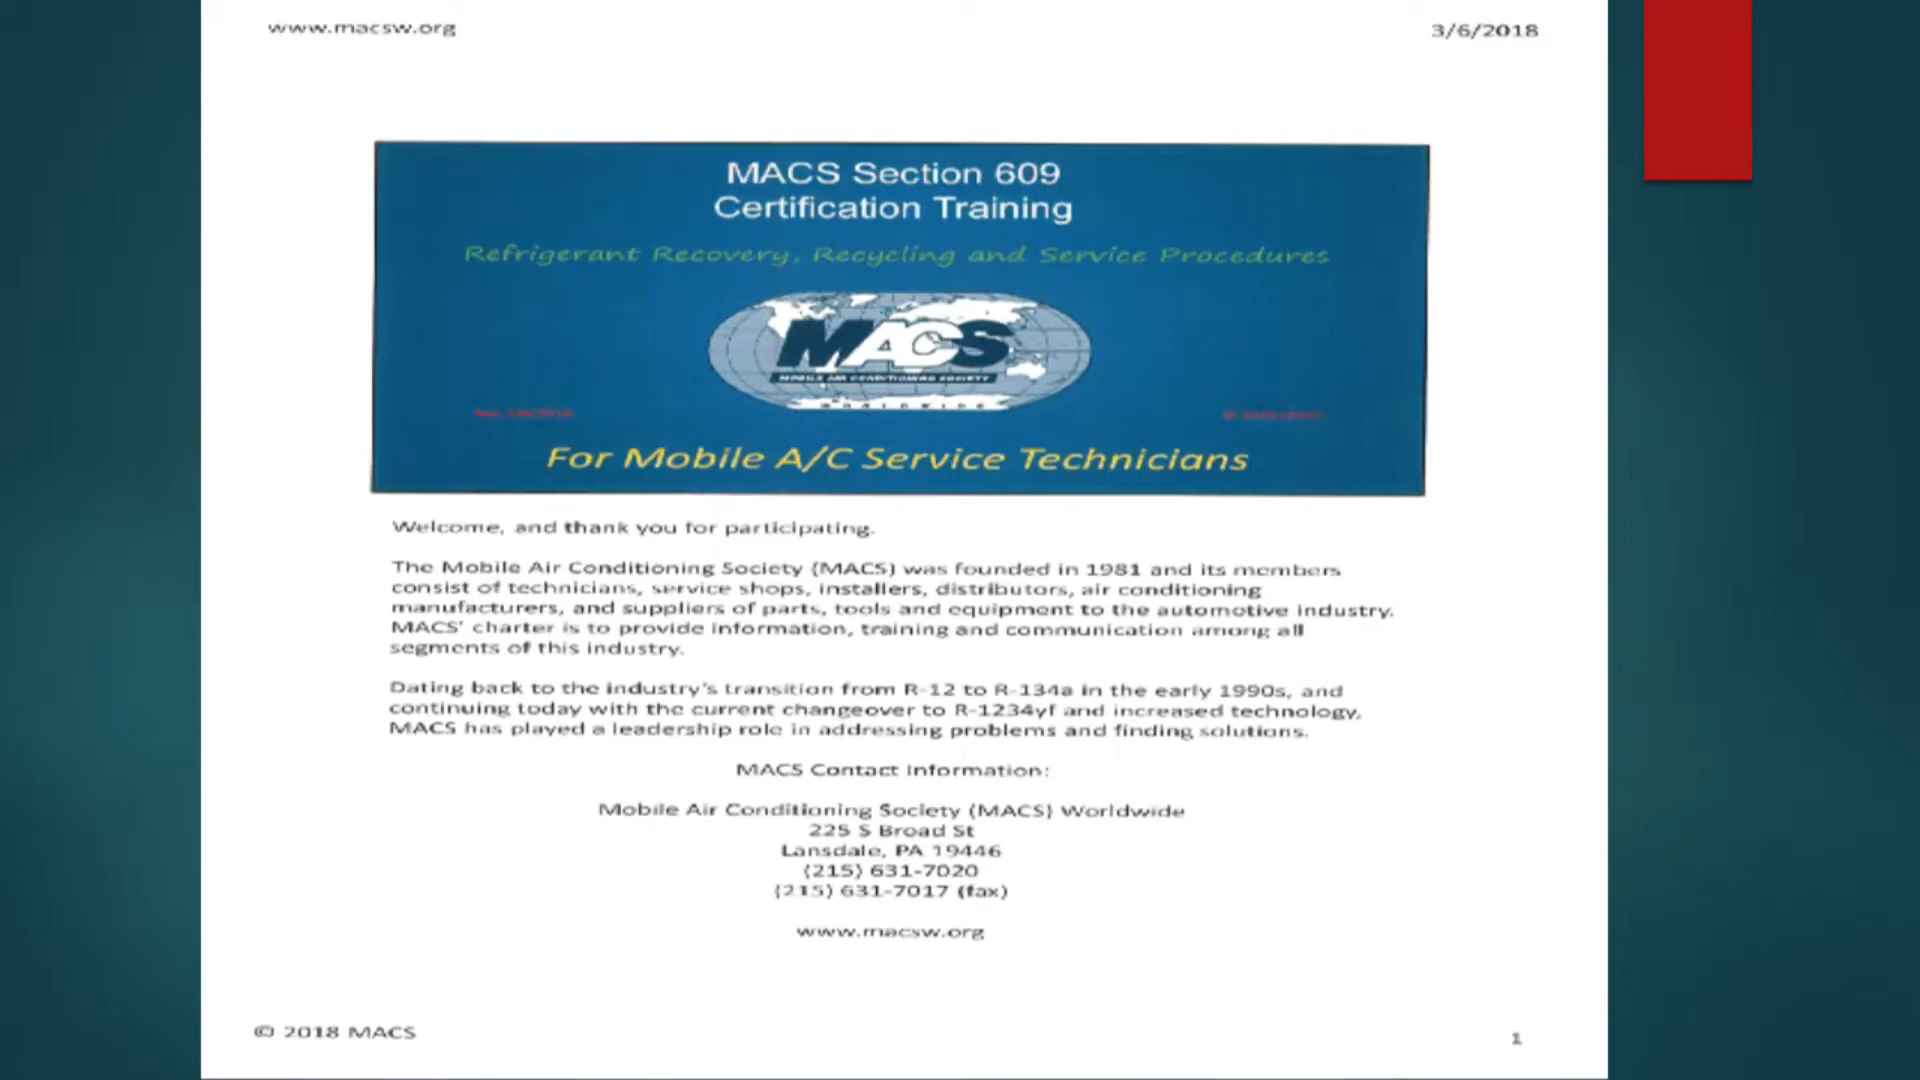 www.macsw.org
3/6/2018
MACS Section 609
Certification Training
Refrigerant Recovery, Recycling and Service Procedures
MACS
MOBILE AIR CONDITIONING SOCIETY
WORLDWIDE
For Mobile A/C Service Technicians
Welcome, and thank you for participating.
The Mobile Air Conditioning Society (MACS) was founded in 1981 and its members
consist of technicians, service shops, installers, distributors, air conditioning
manufacturers, and suppliers of parts, tools and equipment to the automotive industry.
MACS' charter is to provide information, training and communication among all
segments of this industry.
Dating back to the industry's transition from R-12 to R-134a in the early 1990s, and
continuing today with the current changeover to R-1234yf and increased technology,
MACS has played a leadership role in addressing problems and finding solutions.
MACS Contact Information:
Mobile Air Conditioning Society (MACS) Worldwide
225 S Broad St
Lansdale, PA 19446
(215) 631-7020
(215) 631-7017 (fax)
www.macsw.org
© 2018 MACS
1